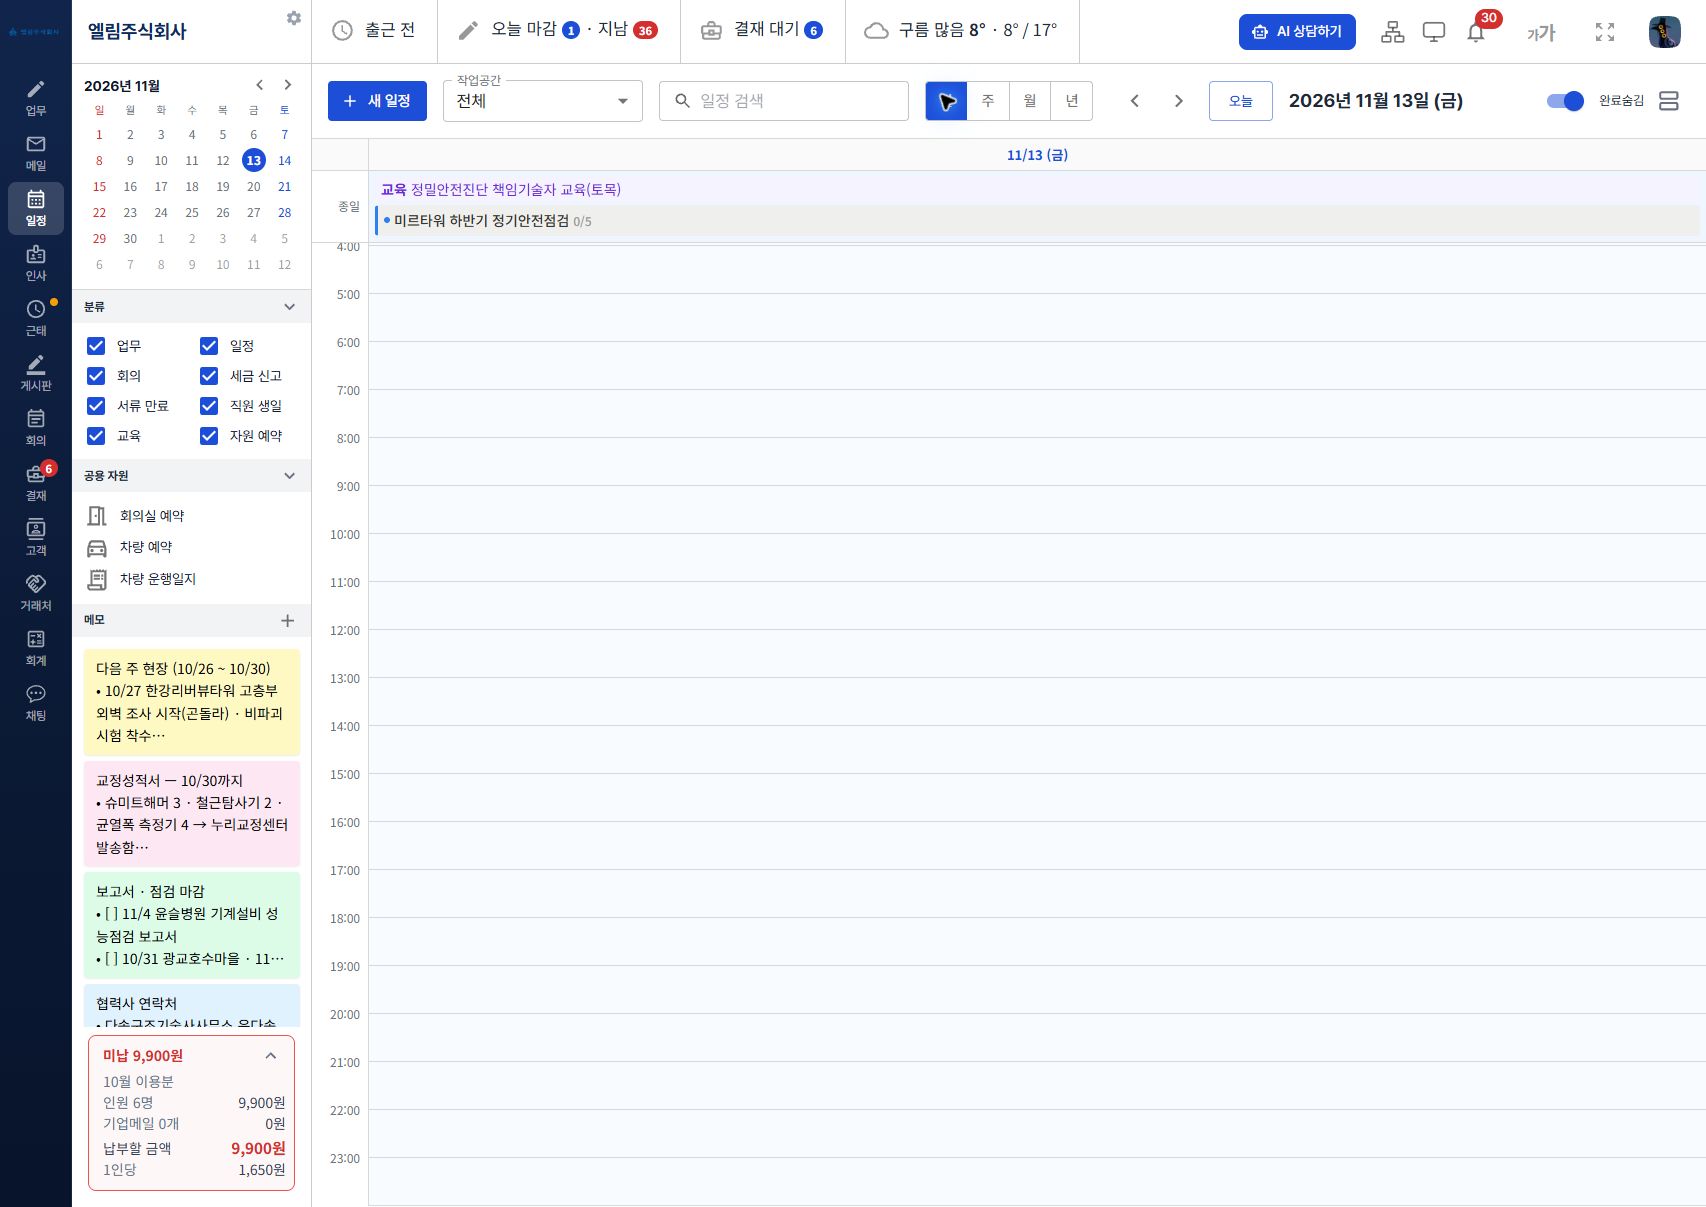 엘림주식회사
출근 전
오늘 마감 1 · 지남 36
결재 대기 6
구름 많음 8° · 8° / 17°
AI 상담하기
30
가가
업무
메일
일정
인사
근태
게시판
회의
6
결재
고객
거래처
회계
채팅
2026년 11월
일 월 화 수 목 금 토
1 2 3 4 5 6 7
8 9 10 11 12 13 14
15 16 17 18 19 20 21
22 23 24 25 26 27 28
29 30 1 2 3 4 5
6 7 8 9 10 11 12
분류
업무 일정
회의 세금 신고
서류 만료 직원 생일
교육 자원 예약
공용 자원
회의실 예약
차량 예약
차량 운행일지
메모
다음 주 현장 (10/26 ~ 10/30)
• 10/27 한강리버뷰타워 고층부
외벽 조사 시작(곤돌라) · 비파괴
시험 착수…
교정성적서 — 10/30까지
• 슈미트해머 3 · 철근탐사기 2 ·
균열폭 측정기 4 → 누리교정센터
발송함…
보고서 · 점검 마감
• [ ] 11/4 윤슬병원 기계설비 성
능점검 보고서
• [ ] 10/31 광교호수마을 · 11…
협력사 연락처
미납 9,900원
10월 이용분
인원 6명 9,900원
기업메일 0개 0원
납부할 금액 9,900원
1인당 1,650원
새 일정
작업공간
전체
일정 검색
주 월 년
오늘
2026년 11월 13일 (금)
완료숨김
11/13 (금)
종일
교육 정밀안전진단 책임기술자 교육(토목)
미르타워 하반기 정기안전점검 0/5
4:00
5:00
6:00
7:00
8:00
9:00
10:00
11:00
12:00
13:00
14:00
15:00
16:00
17:00
18:00
19:00
20:00
21:00
22:00
23:00